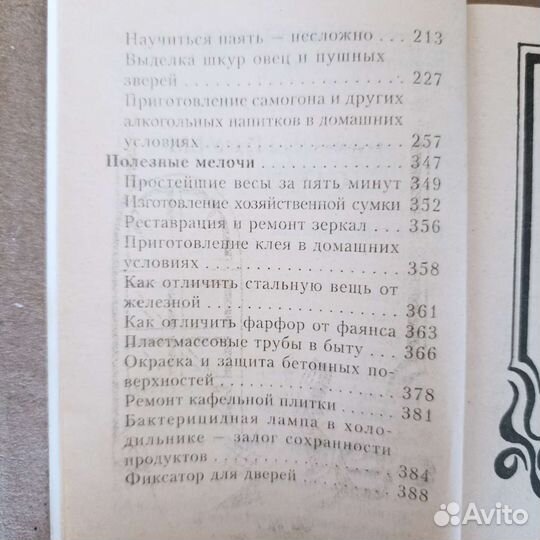 Научиться паять — несложно . . . 213
Выделка шкур овец и пушных
зверей . . . . . . . . . . . . . . . . . 227
Приготовление самогона и других
алкогольных напитков в домашних
условиях . . . . . . . . . . . . . . . 257
Полезные мелочи . . . . . . . . . . 347
Простейшие весы за пять минут 349
Изготовление хозяйственной сумки 352
Реставрация и ремонт зеркал . . 356
Приготовление клея в домашних
условиях . . . . . . . . . . . . . . . 358
Как отличить стальную вещь от
железной . . . . . . . . . . . . . . . 361
Как отличить фарфор от фаянса 363
Пластмассовые трубы в быту . . . 366
Окраска и защита бетонных по-
верхностей . . . . . . . . . . . . . . 378
Ремонт кафельной плитки . . . . . 381
Бактерицидная лампа в холо-
дильнике — залог сохранности
продуктов . . . . . . . . . . . . . . 384
Фиксатор для дверей . . . . . . . . 388
Avito